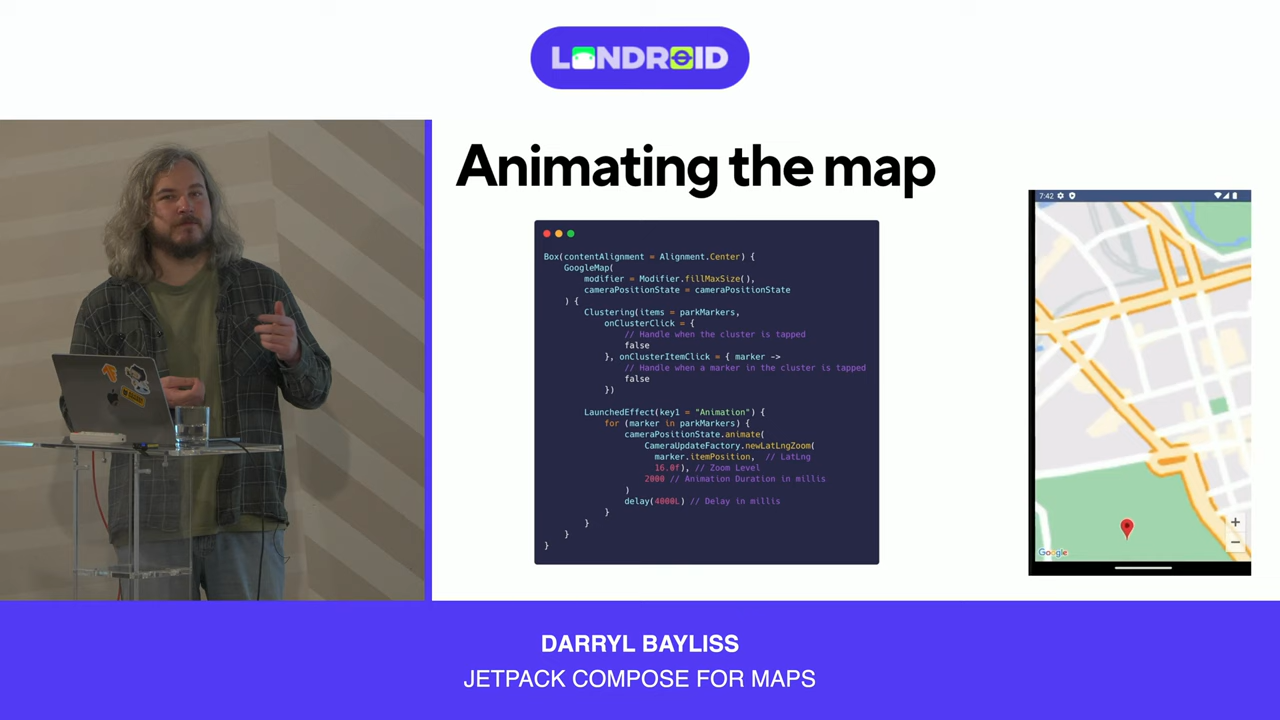 LONDROID
Animating the map
Box(contentAlignment = Alignment.Center) {
GoogleMap(
modifier = Modifier.fillMaxSize(),
cameraPositionState = cameraPositionState
) {
Clustering(items = parkMarkers,
onClusterClick = {
// Handle when the cluster is tapped
false
}, onClusterItemClick = { marker ->
// Handle when a marker in the cluster is tapped
false
})
LaunchedEffect(key1 = "Animation") {
for (marker in parkMarkers) {
cameraPositionState.animate(
CameraUpdateFactory.newLatLngZoom(
marker.itemPosition, // LatLng
16.0f), // Zoom Level
2000 // Animation Duration in millis
)
delay(4000L) // Delay in millis
}
}
}
}
7:42
+
−
Google
DARRYL BAYLISS
JETPACK COMPOSE FOR MAPS